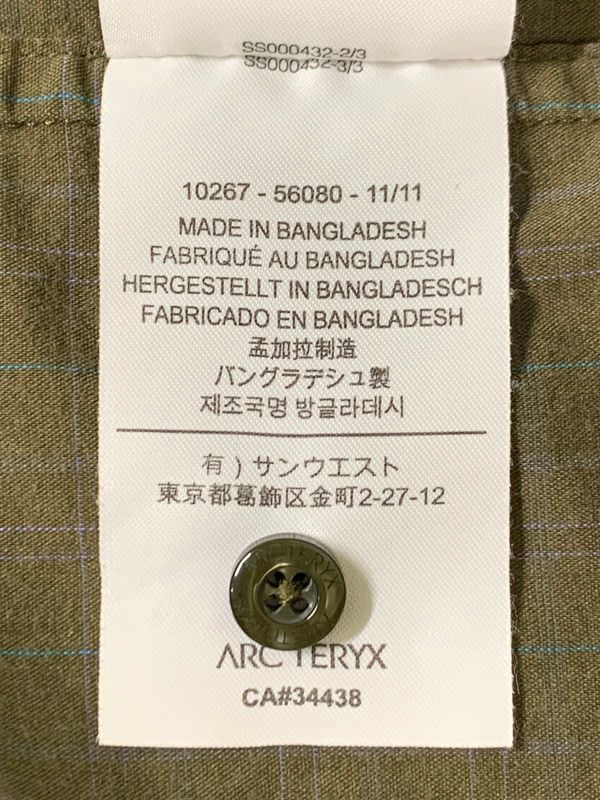 SS000432-2/3
SS000432-3/3
10267 - 56080 - 11/11
MADE IN BANGLADESH
FABRIQUÉ AU BANGLADESH
HERGESTELLT IN BANGLADESCH
FABRICADO EN BANGLADESH
孟加拉制造
バングラデシュ製
제조국명 방글라데시
有 ) サンウエスト
東京都葛飾区金町2-27-12
ARC'TERYX
ARC'TERYX
CA#34438